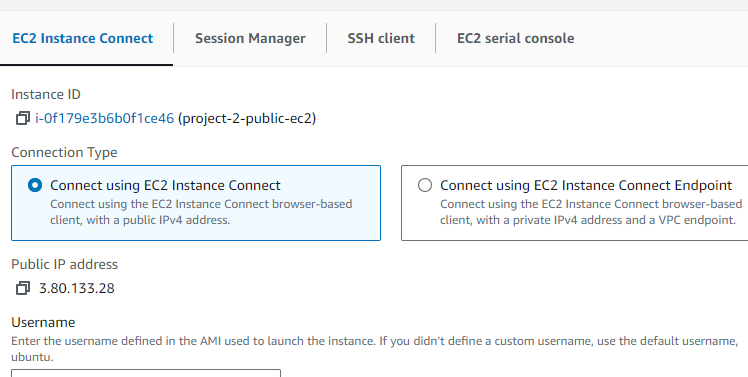 EC2 Instance Connect Session Manager SSH client EC2 serial console
Instance ID
i-0f179e3b6b0f1ce46 (project-2-public-ec2)
Connection Type
Connect using EC2 Instance Connect
Connect using the EC2 Instance Connect browser-based
client, with a public IPv4 address.
Connect using EC2 Instance Connect Endpoint
Connect using the EC2 Instance Connect browser-based
client, with a private IPv4 address and a VPC endpoint.
Public IP address
3.80.133.28
Username
Enter the username defined in the AMI used to launch the instance. If you didn't define a custom username, use the default username,
ubuntu.